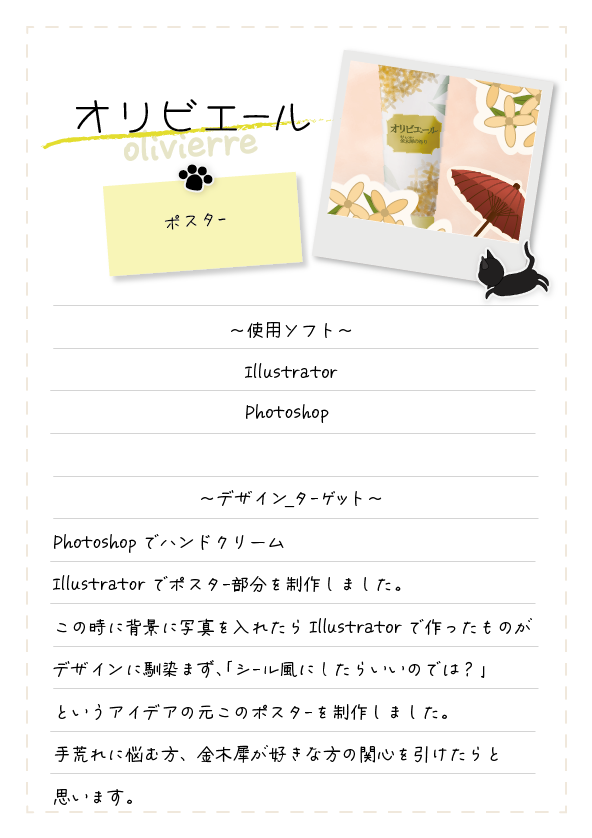 オリビエール
olivierre
ポスター
オリビエール
～使用ソフト～
Illustrator
Photoshop
～デザイン_ターゲット～
Photoshop でハンドクリーム
Illustrator でポスター部分を制作しました。
この時に背景に写真を入れたら Illustrator で作ったものが
デザインに馴染まず、「シール風にしたらいいのでは？」
というアイデアの元このポスターを制作しました。
手荒れに悩む方、金木犀が好きな方の関心を引けたらと
思います。